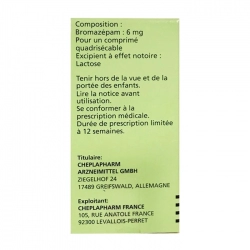 Composition :
Bromazépam : 6 mg
Pour un comprimé
quadrisécable
Excipient à effet notoire :
Lactose
Tenir hors de la vue et de la
portée des enfants.
Lire la notice avant
utilisation.
Se conformer à la
prescription médicale.
Durée de prescription limitée
à 12 semaines.
Titulaire:
CHEPLAPHARM
ARZNEIMITTEL GMBH
ZIEGELHOF 24
17489 GREIFSWALD, ALLEMAGNE
Exploitant:
CHEPLAPHARM FRANCE
105, RUE ANATOLE FRANCE
92300 LEVALLOIS-PERRET